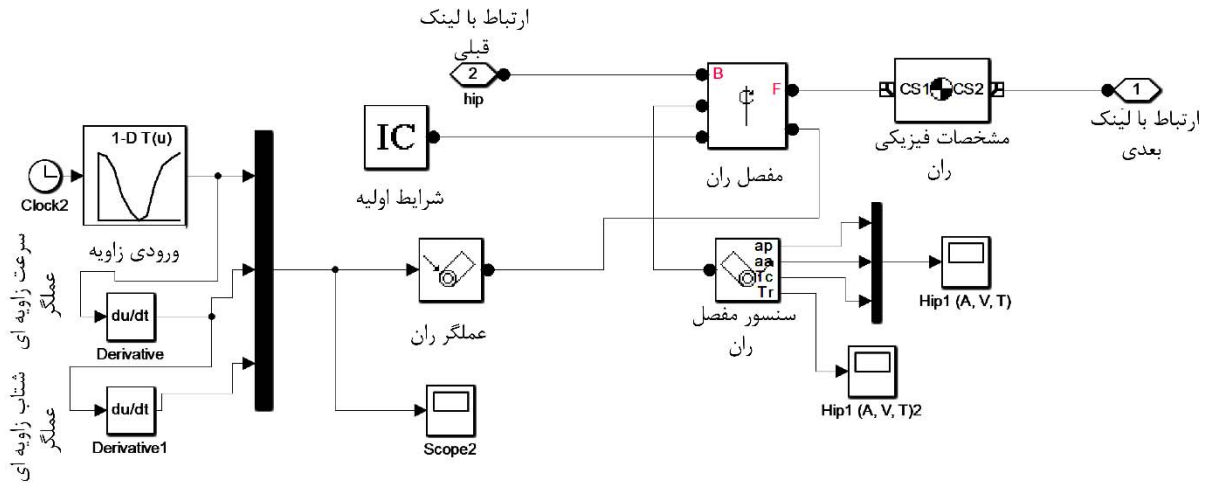 ارتباط با لینک
قبلی
2
hip
B
F
CS1
CS2
1
ارتباط با لینک
بعدی
مشخصات فیزیکی
ران
مفصل ران
IC
شرایط اولیه
1-D T(u)
Clock2
ورودی زاویه
سرعت زاویه ای
عملگر
du/dt
Derivative
شتاب زاویه ای
عملگر
du/dt
Derivative1
عملگر ران
Scope2
ap
aa
Tc
Tr
سنسور مفصل
ران
Hip1 (A, V, T)
Hip1 (A, V, T)2